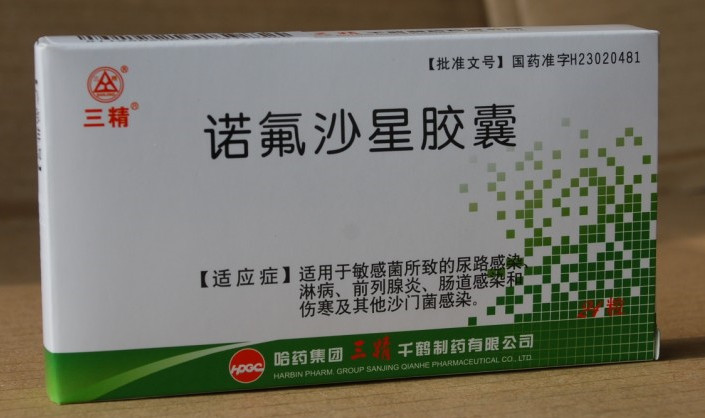 【批准文号】国药准字H23020481
三精®
诺氟沙星胶囊
【适应症】适用于敏感菌所致的尿路感染、
淋病、前列腺炎、肠道感染和
伤寒及其他沙门菌感染。
24粒
HPGC
哈药集团三精千鹤制药有限公司
HARBIN PHARM. GROUP SANJING QIANHE PHARMACEUTICAL CO., LTD.